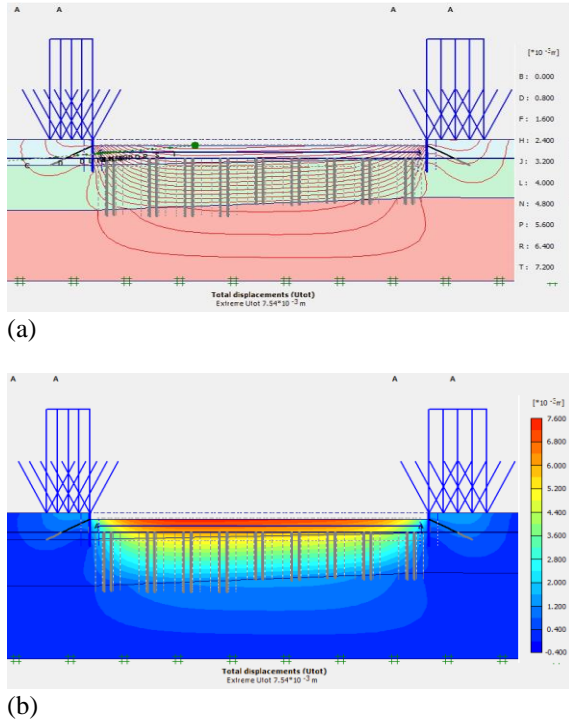 A A A A
[*10 -3m]
B : 0.000
D : 0.800
F : 1.600
H : 2.400
J : 3.200
L : 4.000
N : 4.800
P : 5.600
R : 6.400
T : 7.200
Total displacements (Utot)
Extreme Utot 7.54*10 -3 m
(a)
A A A A
[*10 -3m]
7.600
6.800
6.000
5.200
4.400
3.600
2.800
2.000
1.200
0.400
-0.400
Total displacements (Utot)
Extreme Utot 7.54*10 -3 m
(b)